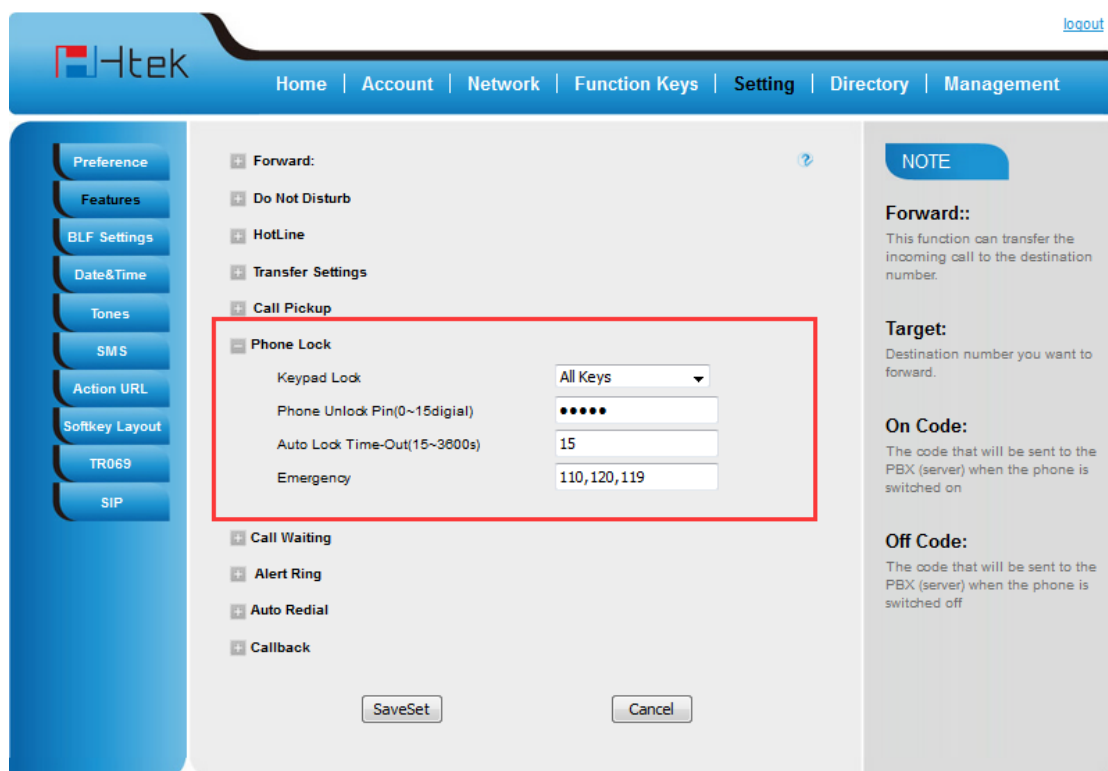 logout
Htek
Home | Account | Network | Function Keys | Setting | Directory | Management
Preference
Features
BLF Settings
Date&Time
Tones
SMS
Action URL
Softkey Layout
TR069
SIP
Forward:
Do Not Disturb
HotLine
Transfer Settings
Call Pickup
Phone Lock
Keypad Lock All Keys
Phone Unlock Pin(0~15digial) •••••
Auto Lock Time-Out(15~3600s) 15
Emergency 110,120,119
Call Waiting
Alert Ring
Auto Redial
Callback
SaveSet Cancel
NOTE
Forward::
This function can transfer the
incoming call to the destination
number.
Target:
Destination number you want to
forward.
On Code:
The code that will be sent to the
PBX (server) when the phone is
switched on
Off Code:
The code that will be sent to the
PBX (server) when the phone is
switched off